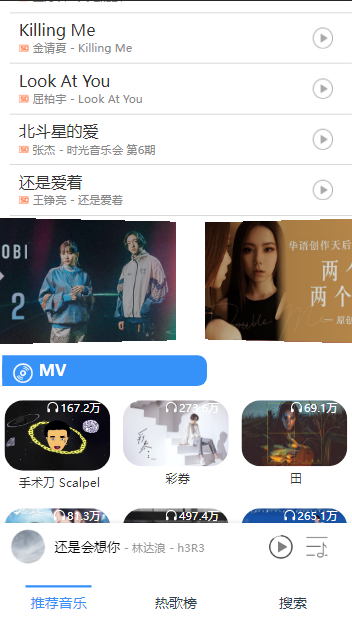 Killing Me
SQ 金请夏 - Killing Me
Look At You
SQ 屈柏宇 - Look At You
北斗星的爱
SQ 张杰 - 时光音乐会 第6期
还是爱着
SQ 王铮亮 - 还是爱着
OBI
2
华语创作天后
两个
两个
原创
MV
167.2万
273.6万
69.1万
手术刀 Scalpel
彩券
田
81.3万
497.4万
265.1万
还是会想你 - 林达浪 - h3R3
推荐音乐
热歌榜
搜索